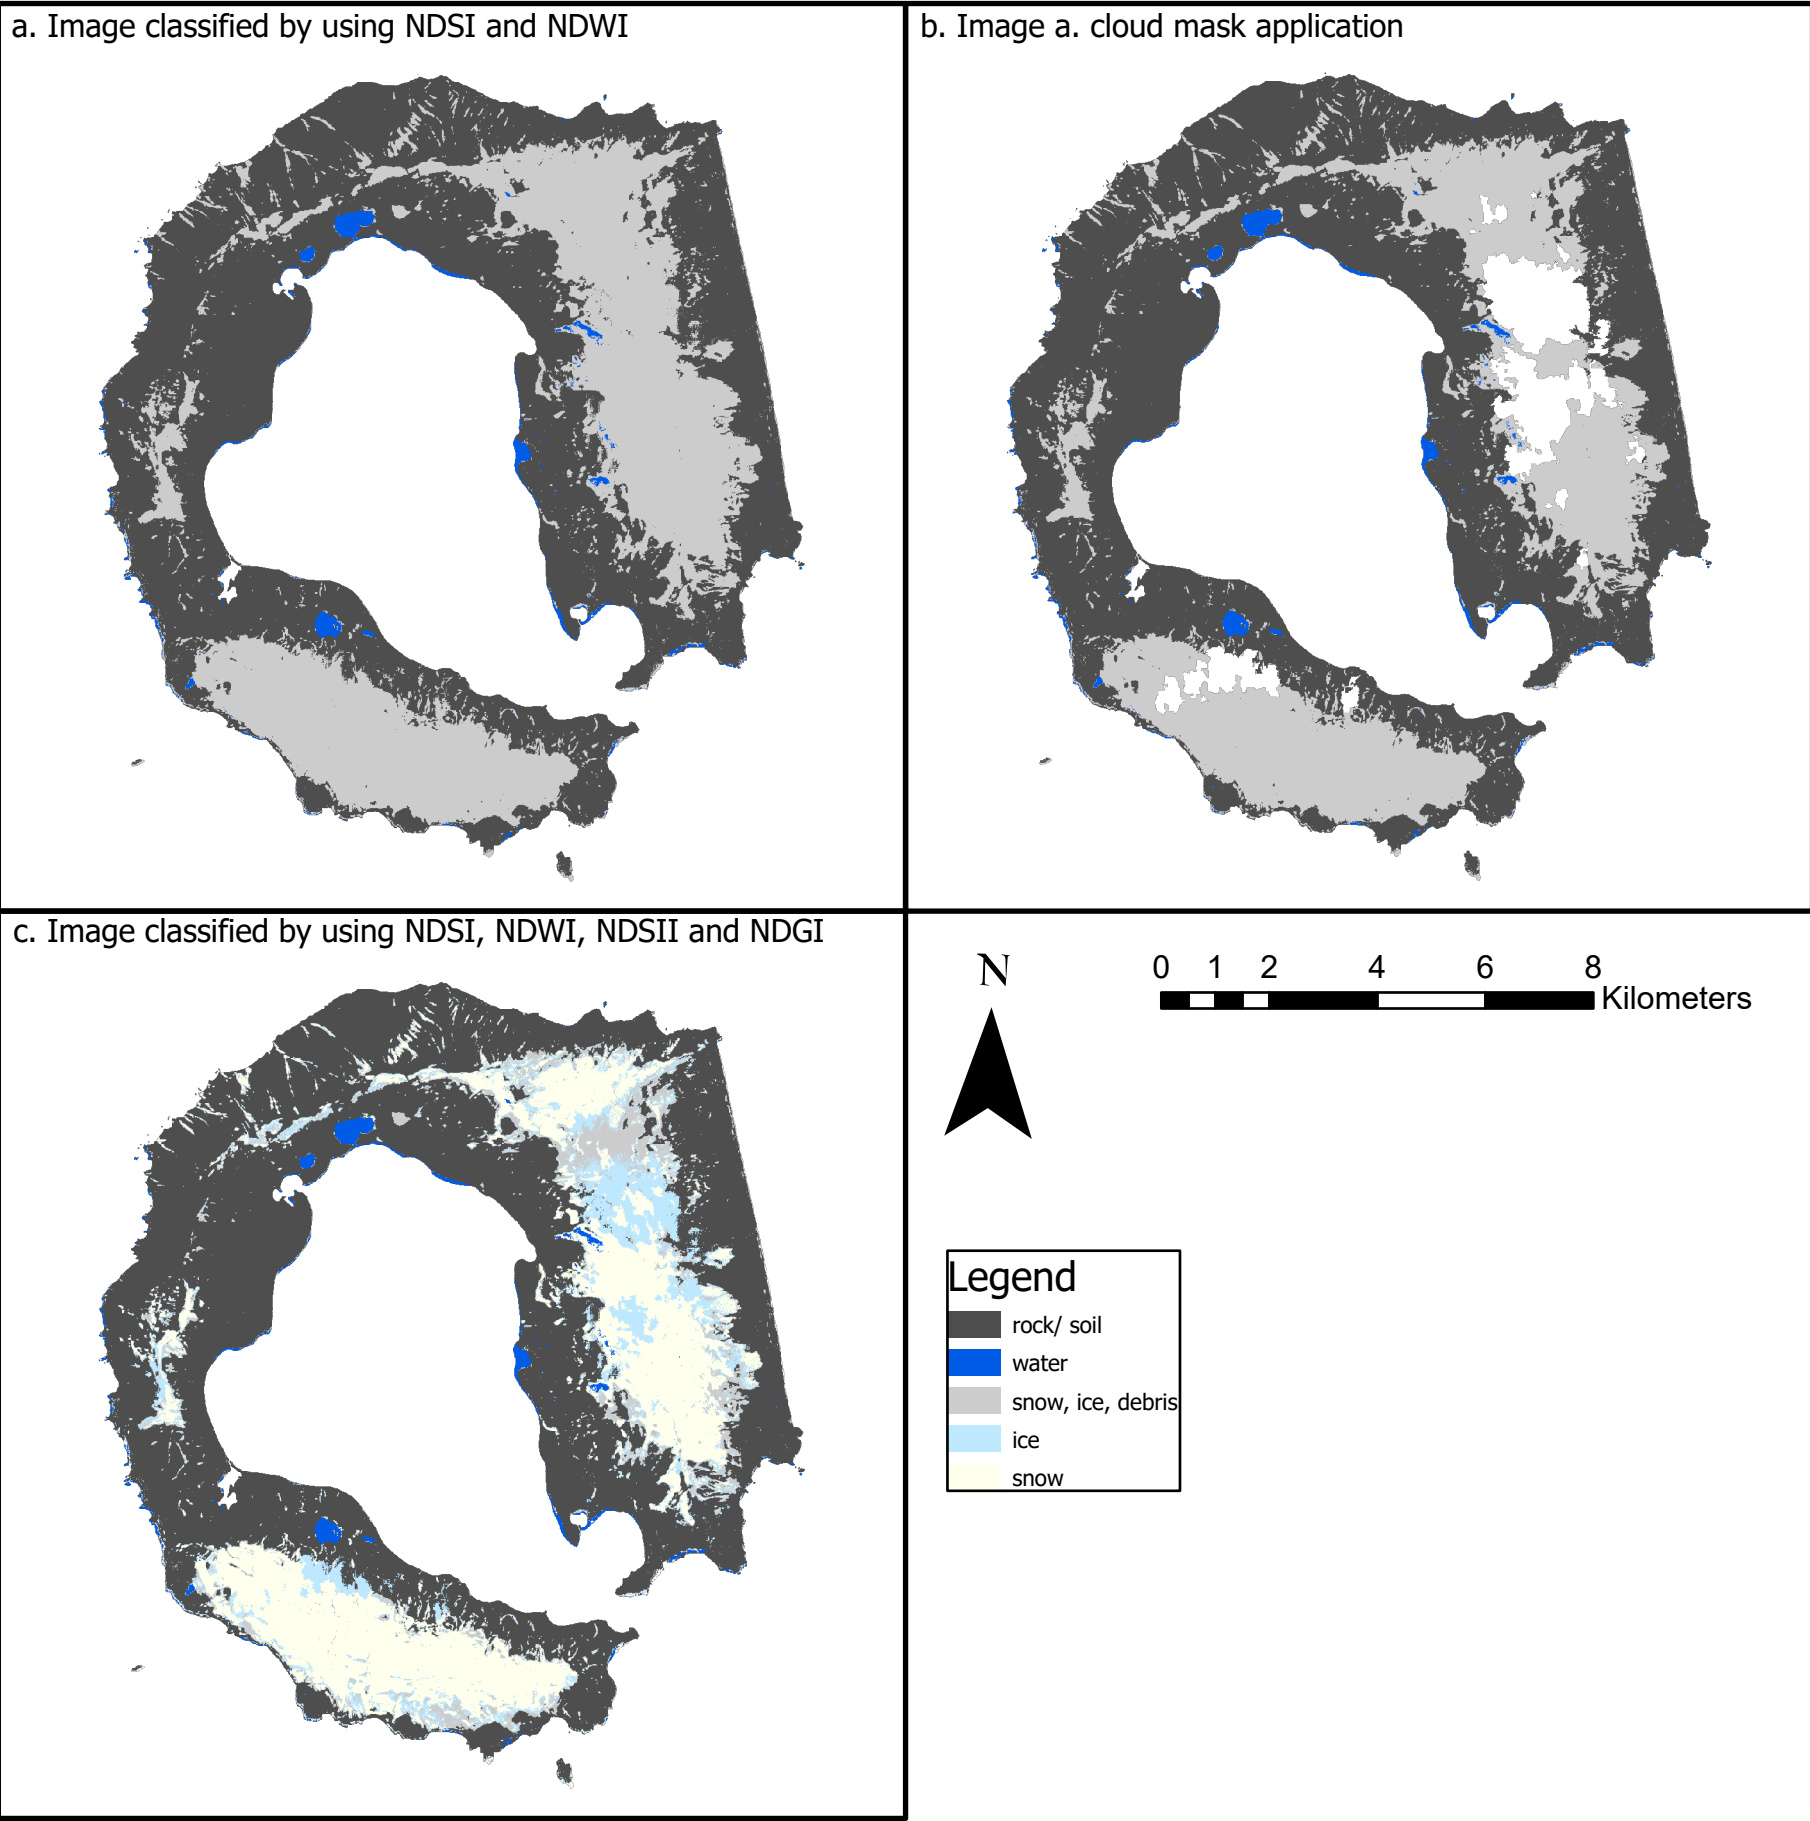 a. Image classified by using NDSI and NDWI
b. Image a. cloud mask application
c. Image classified by using NDSI, NDWI, NDSII and NDGI
N
0 1 2 4 6 8
Kilometers
Legend
rock/ soil
water
snow, ice, debris
ice
snow